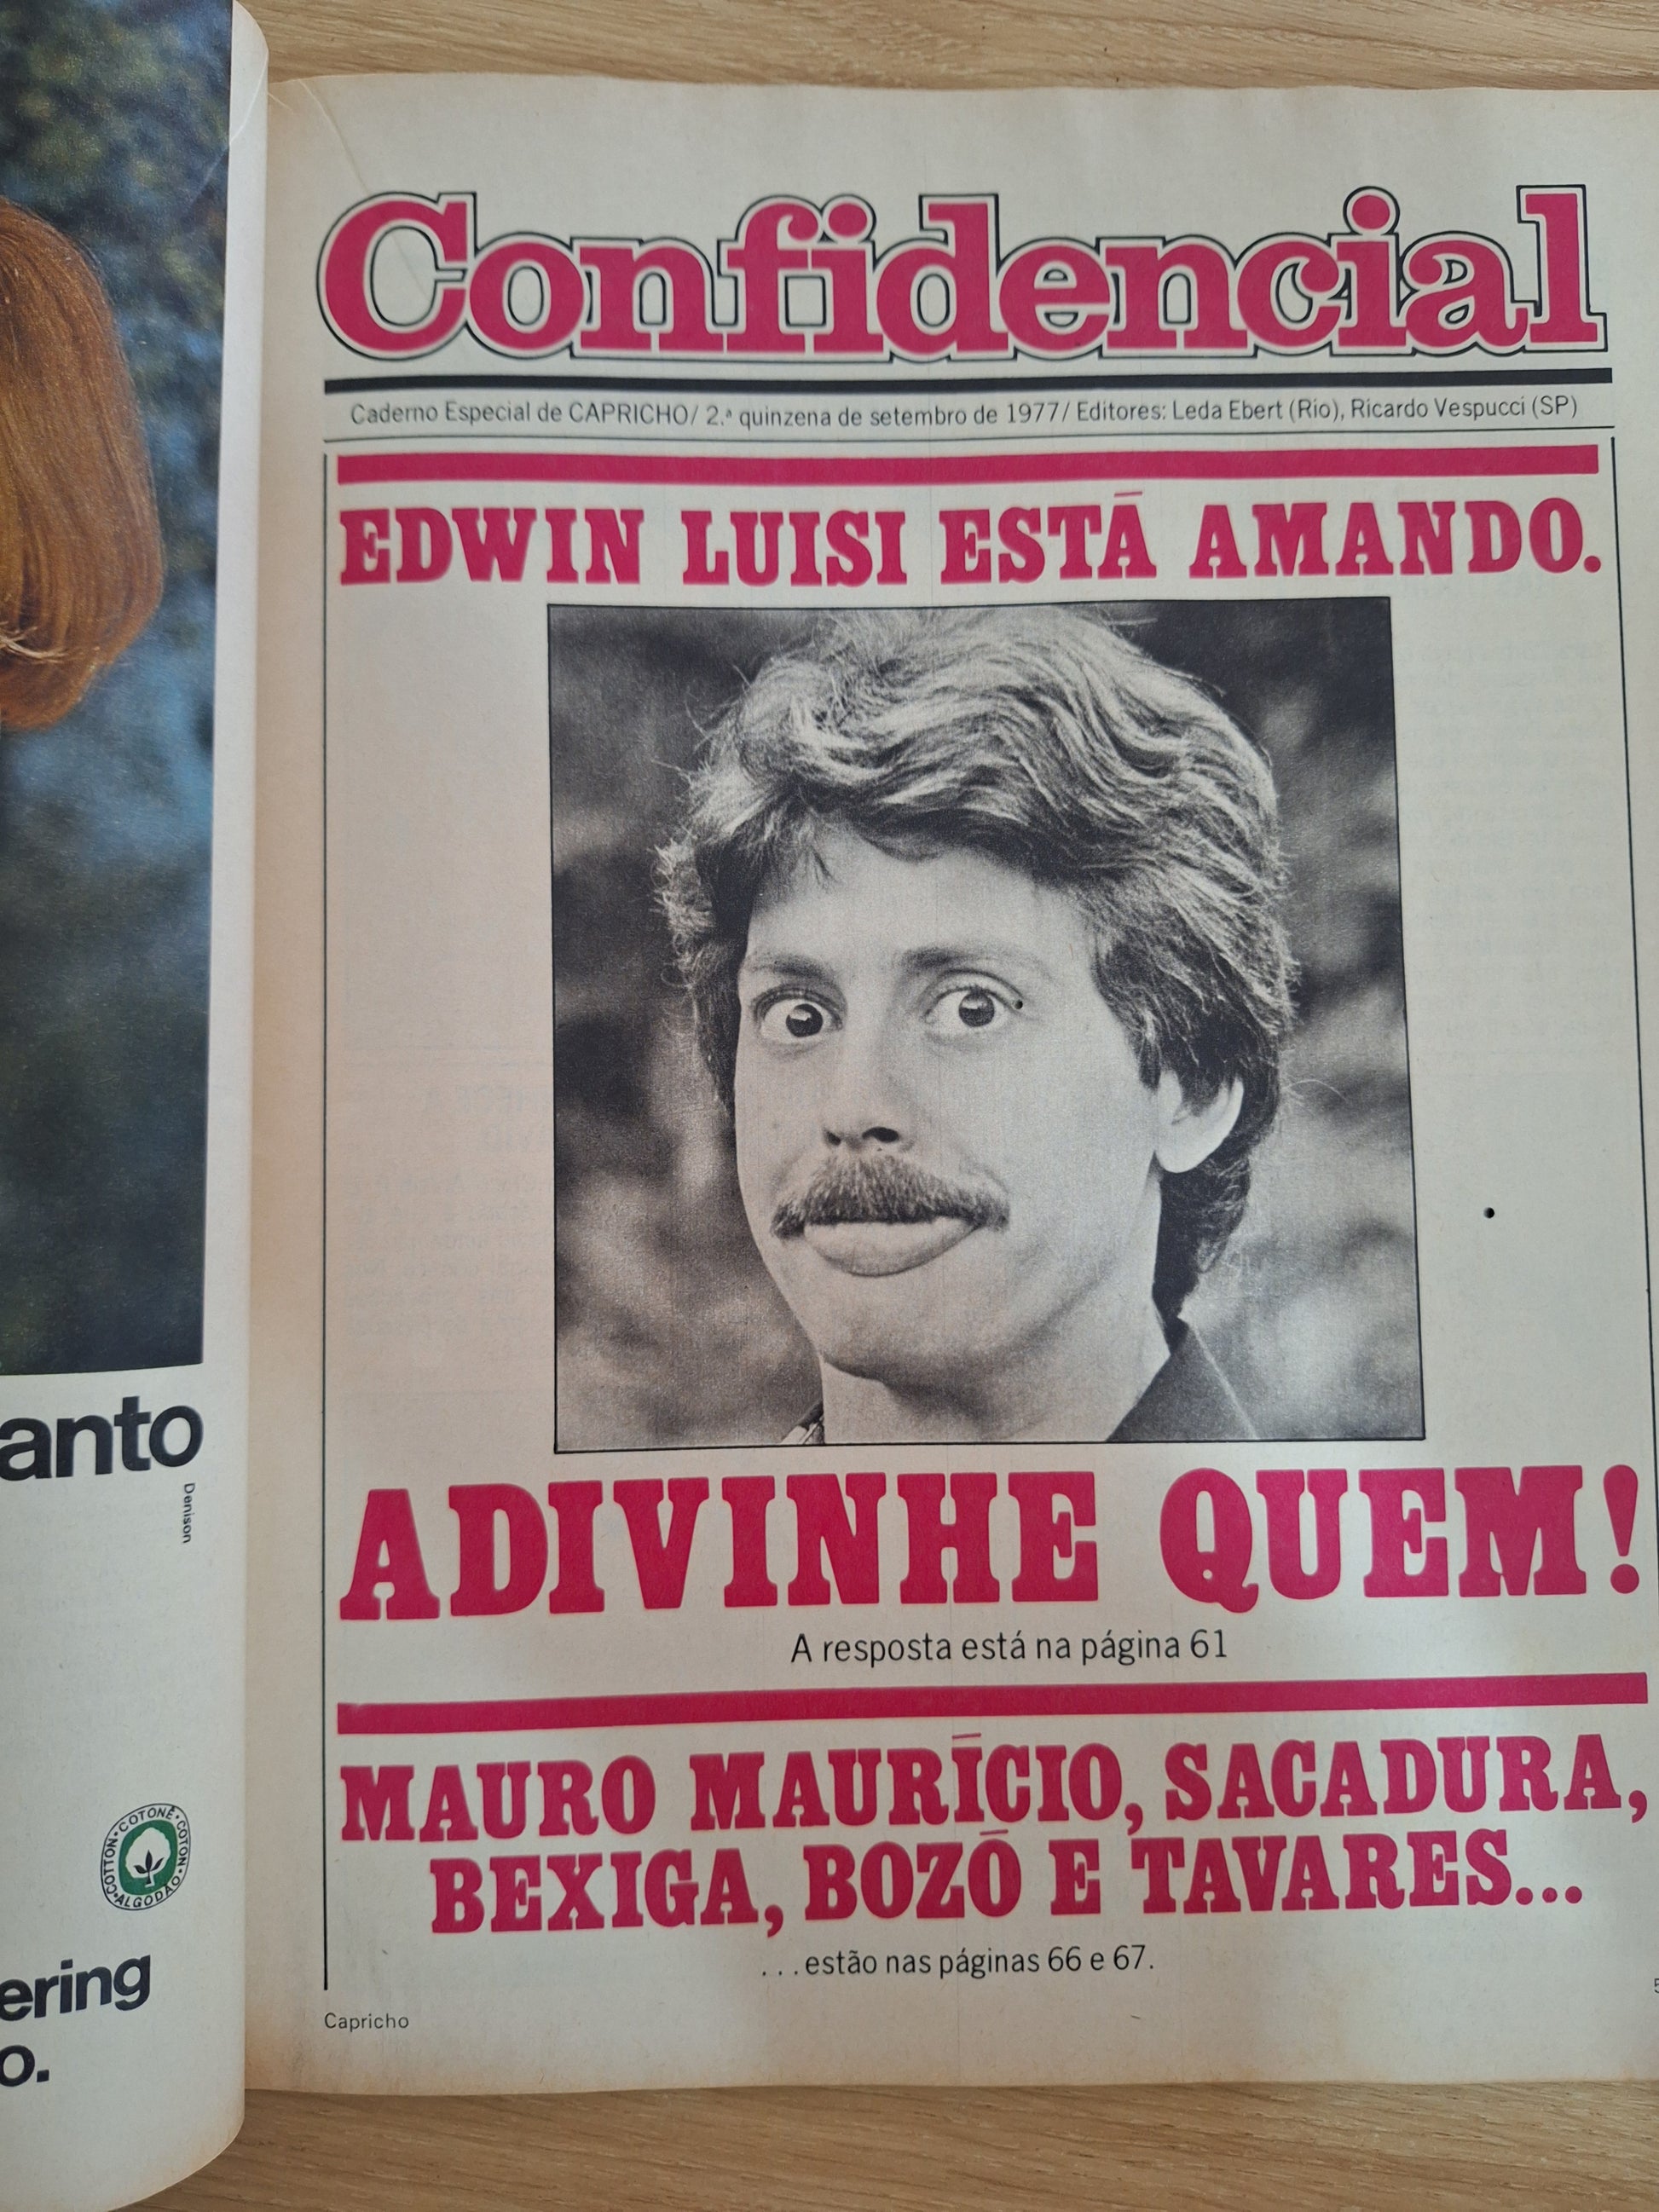 anto
Denison
COTTON • COTONE • COTON • ALGODÃO •
ering
o.
Confidencial
Caderno Especial de CAPRICHO/ 2.ª quinzena de setembro de 1977/ Editores: Leda Ebert (Rio), Ricardo Vespucci (SP)
EDWIN LUISI ESTÁ AMANDO.
ADIVINHE QUEM!
A resposta está na página 61
MAURO MAURÍCIO, SACADURA,
BEXIGA, BOZÓ E TAVARES...
...estão nas páginas 66 e 67.
Capricho